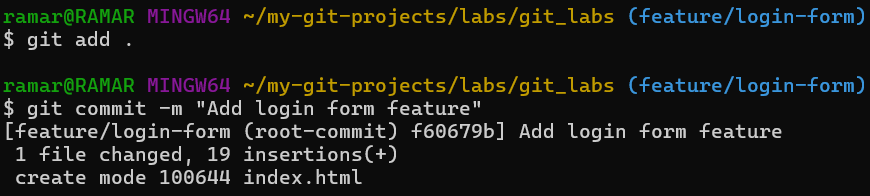 ramar@RAMAR MINGW64 ~/my-git-projects/labs/git_labs (feature/login-form)
$ git add .
ramar@RAMAR MINGW64 ~/my-git-projects/labs/git_labs (feature/login-form)
$ git commit -m "Add login form feature"
[feature/login-form (root-commit) f60679b] Add login form feature
 1 file changed, 19 insertions(+)
 create mode 100644 index.html